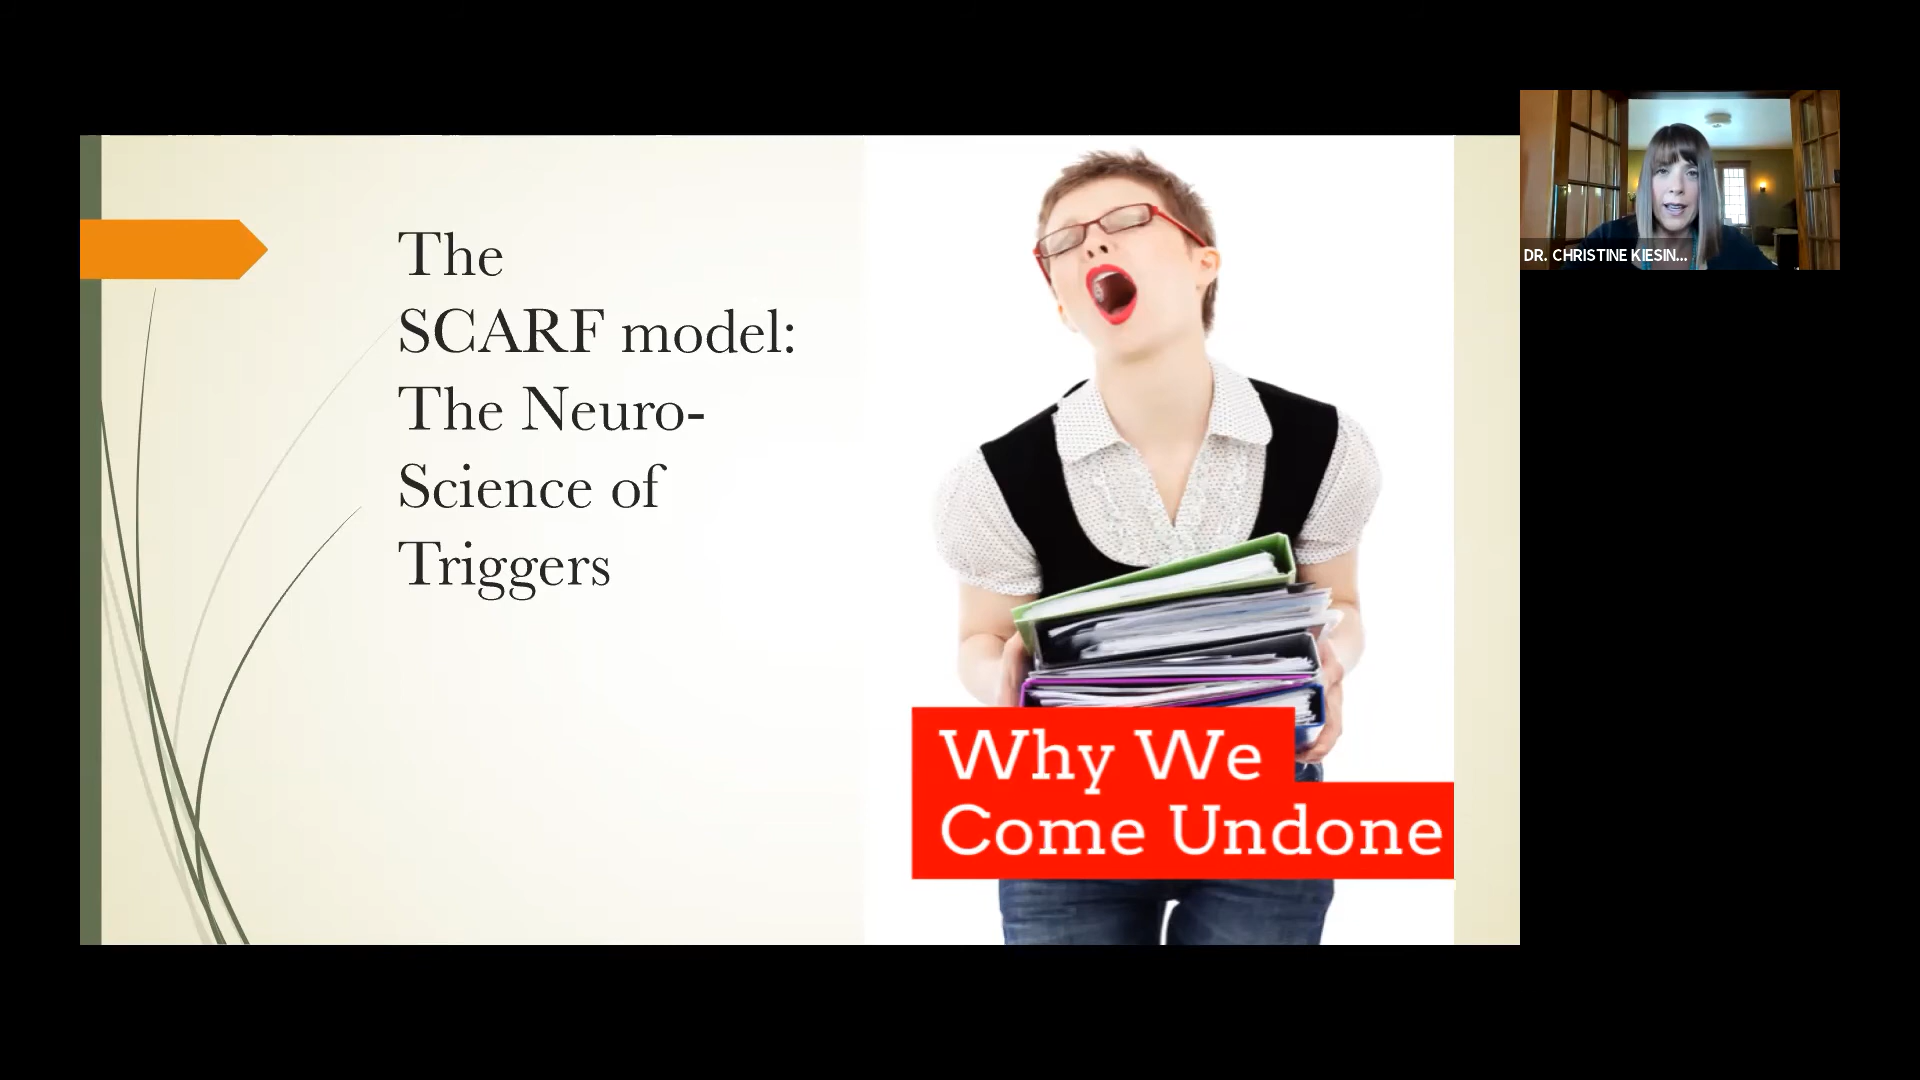 The
SCARF model:
The Neuro-
Science of
Triggers
Why We
Come Undone
DR. CHRISTINE KIESIN...